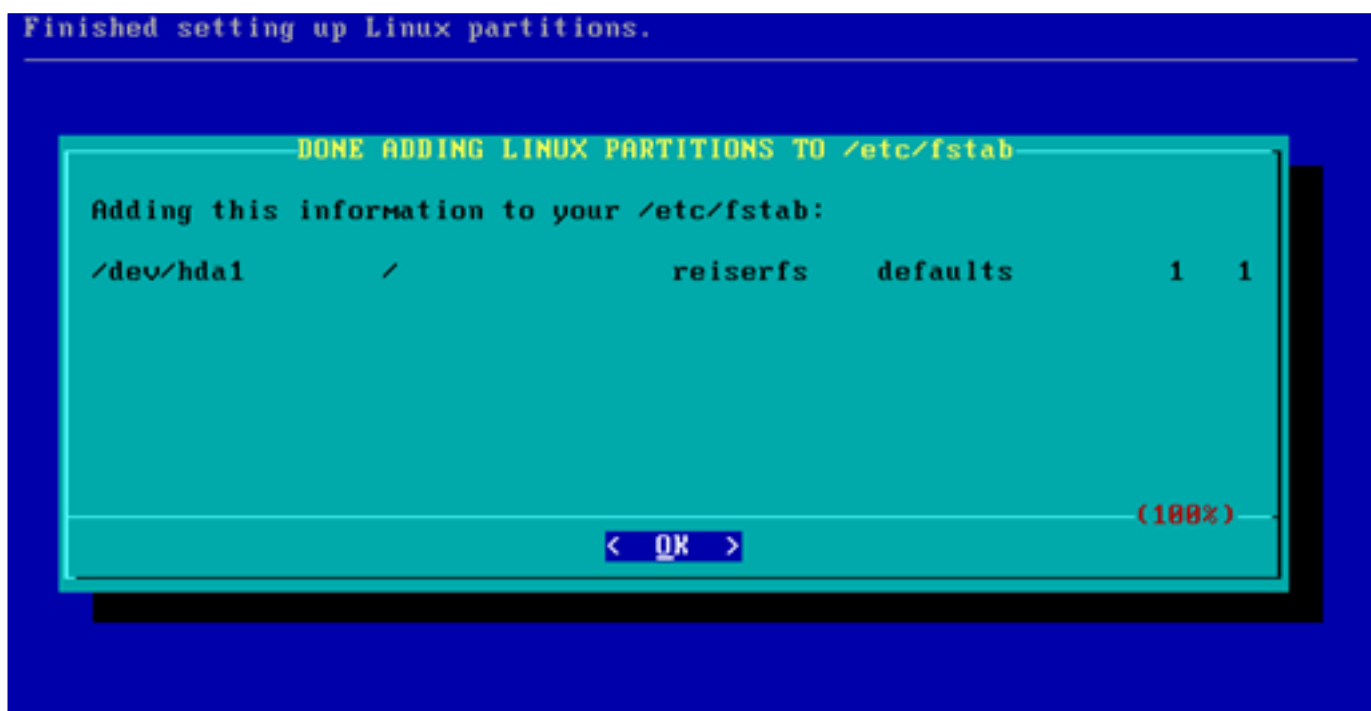 Finished setting up Linux partitions.
DONE ADDING LINUX PARTITIONS TO /etc/fstab
Adding this information to your /etc/fstab:
/dev/hda1 / reiserfs defaults 1 1
(100%)
< OK >